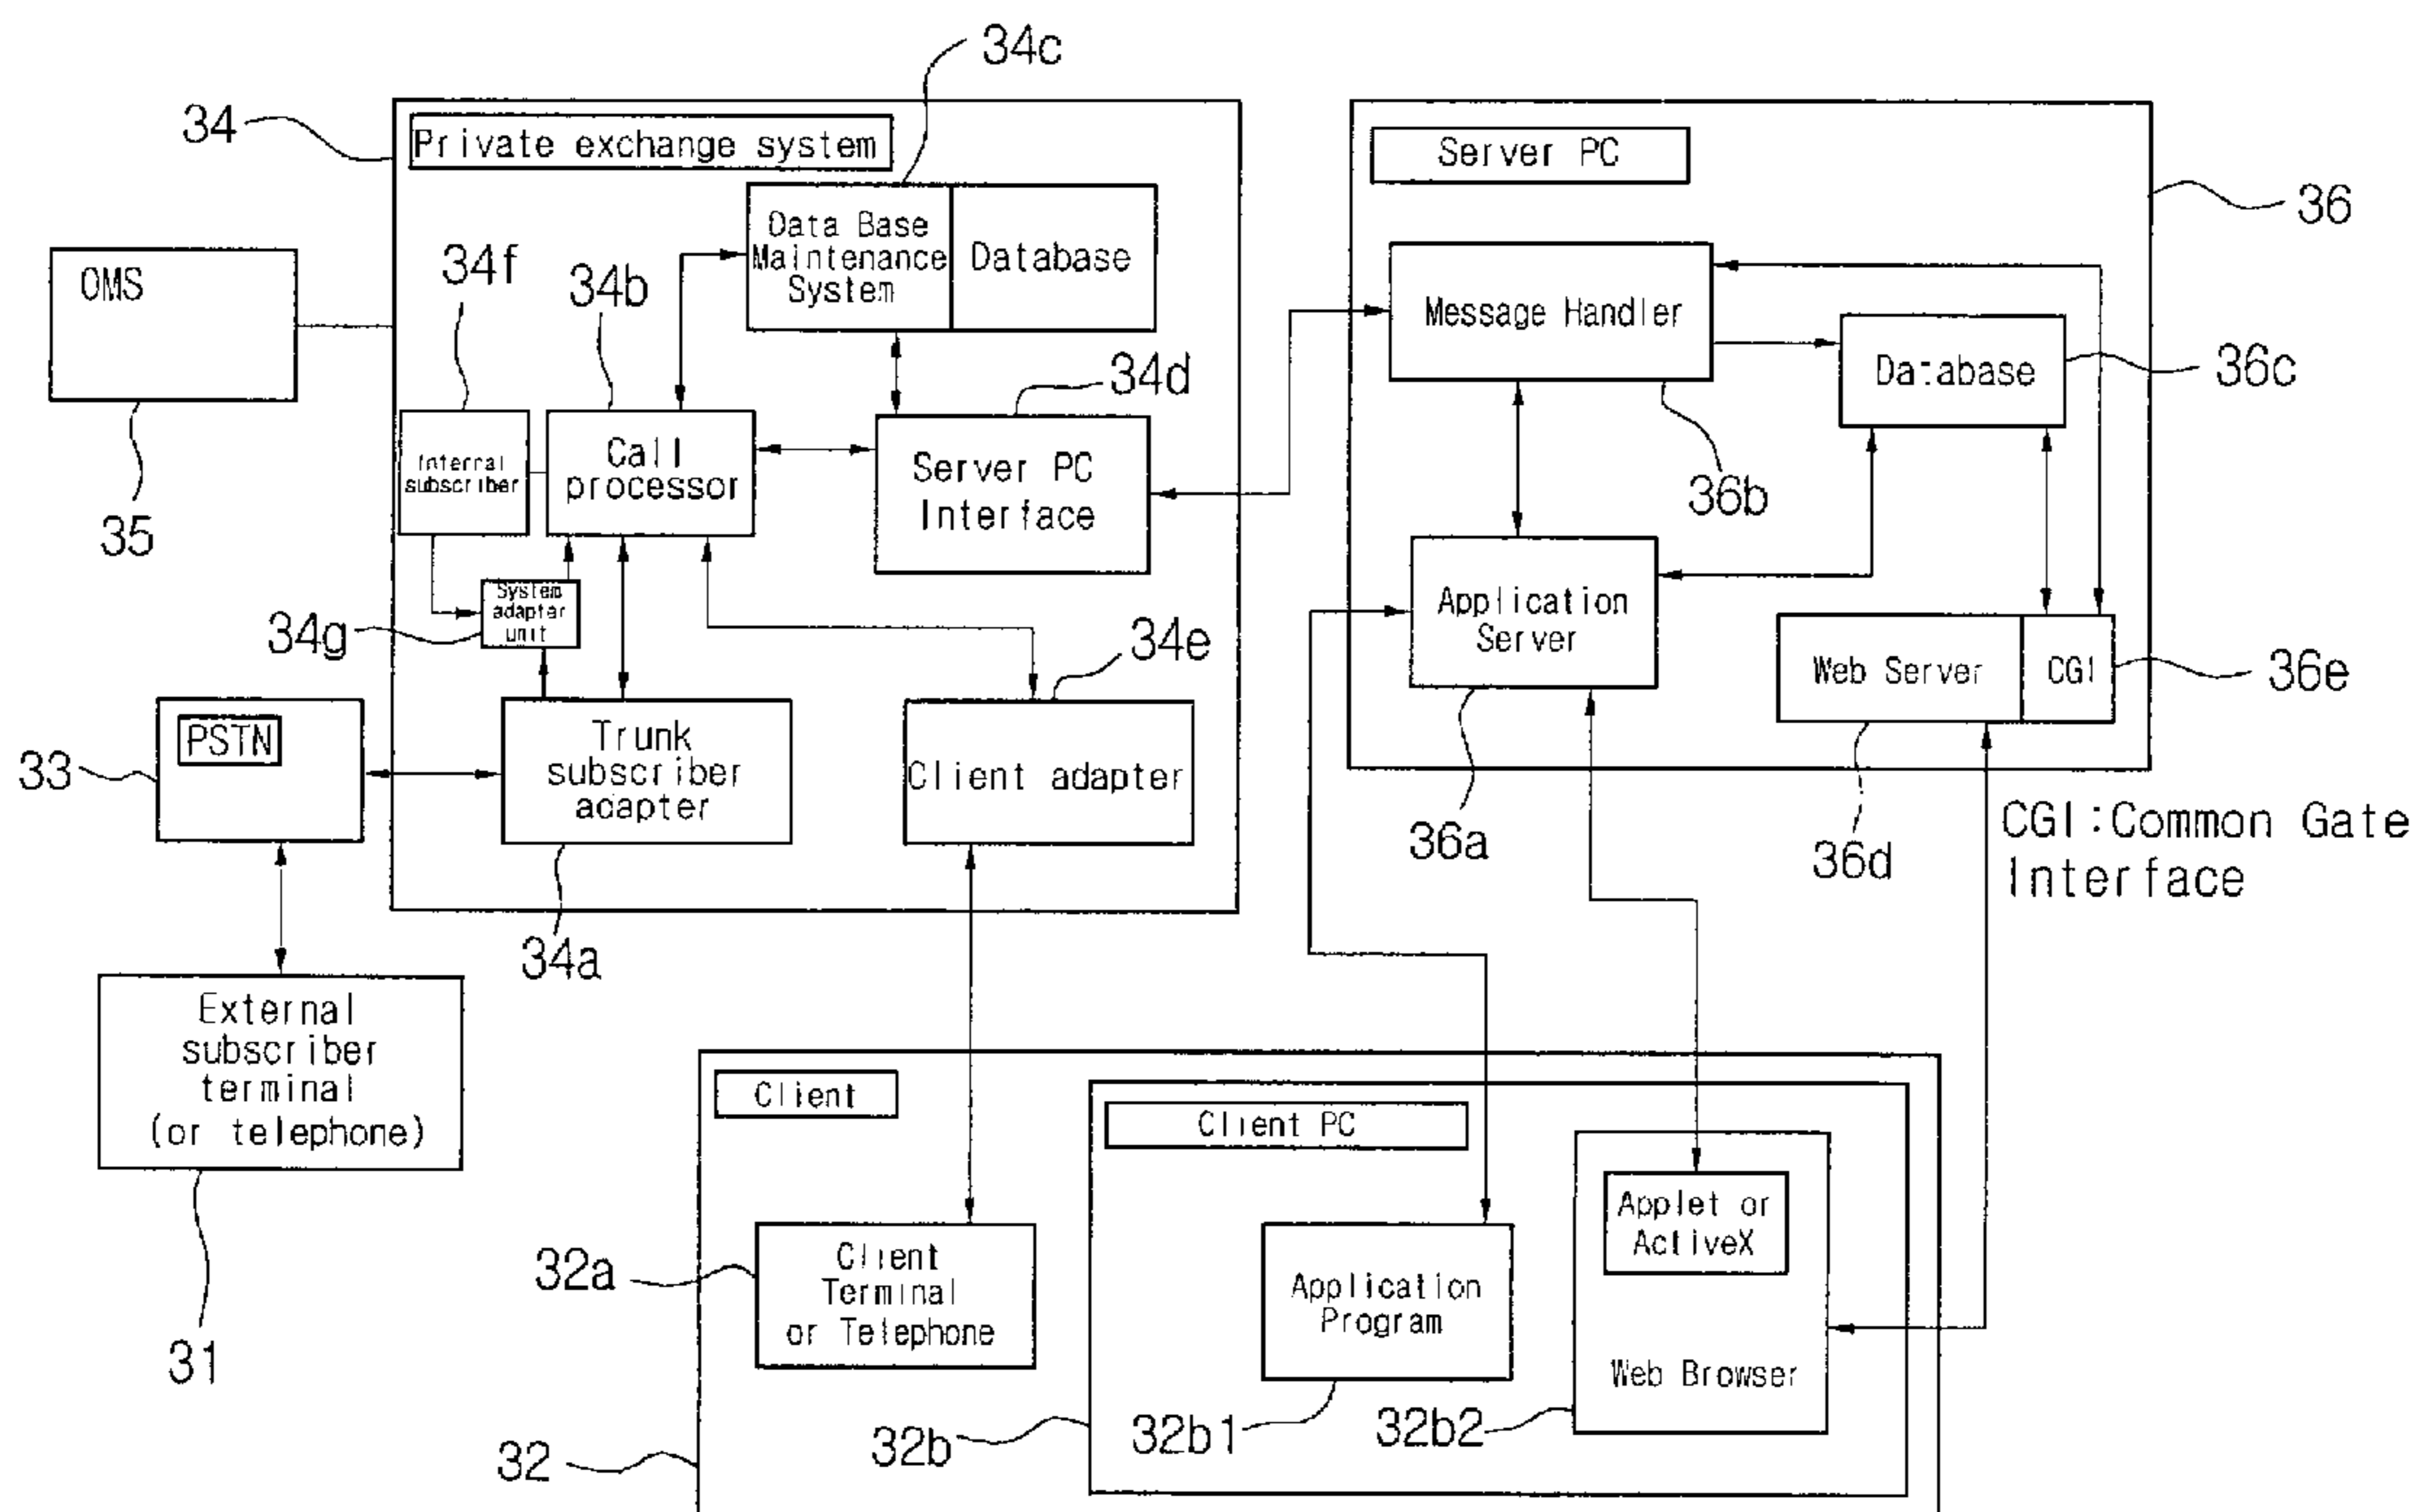 34c
34
Private exchange system
Server PC
36
Data Base
Maintenance
System
Database
OMS
34f
34b
Message Handler
Database
36c
34d
Internal
subscriber
Call
processor
Server PC
Interface
36b
35
System
adapter
unit
34g
Application
Server
34e
Web Server
CGI
36e
PSTN
33
Trunk
subscriber
adapter
Client adapter
36a
36d
CGI:Common Gate
Interface
34a
External
subscriber
terminal
(or telephone)
31
Client
Client PC
Applet or
ActiveX
32a
Client
Terminal
or Telephone
Application
Program
Web Browser
32
32b
32b1
32b2